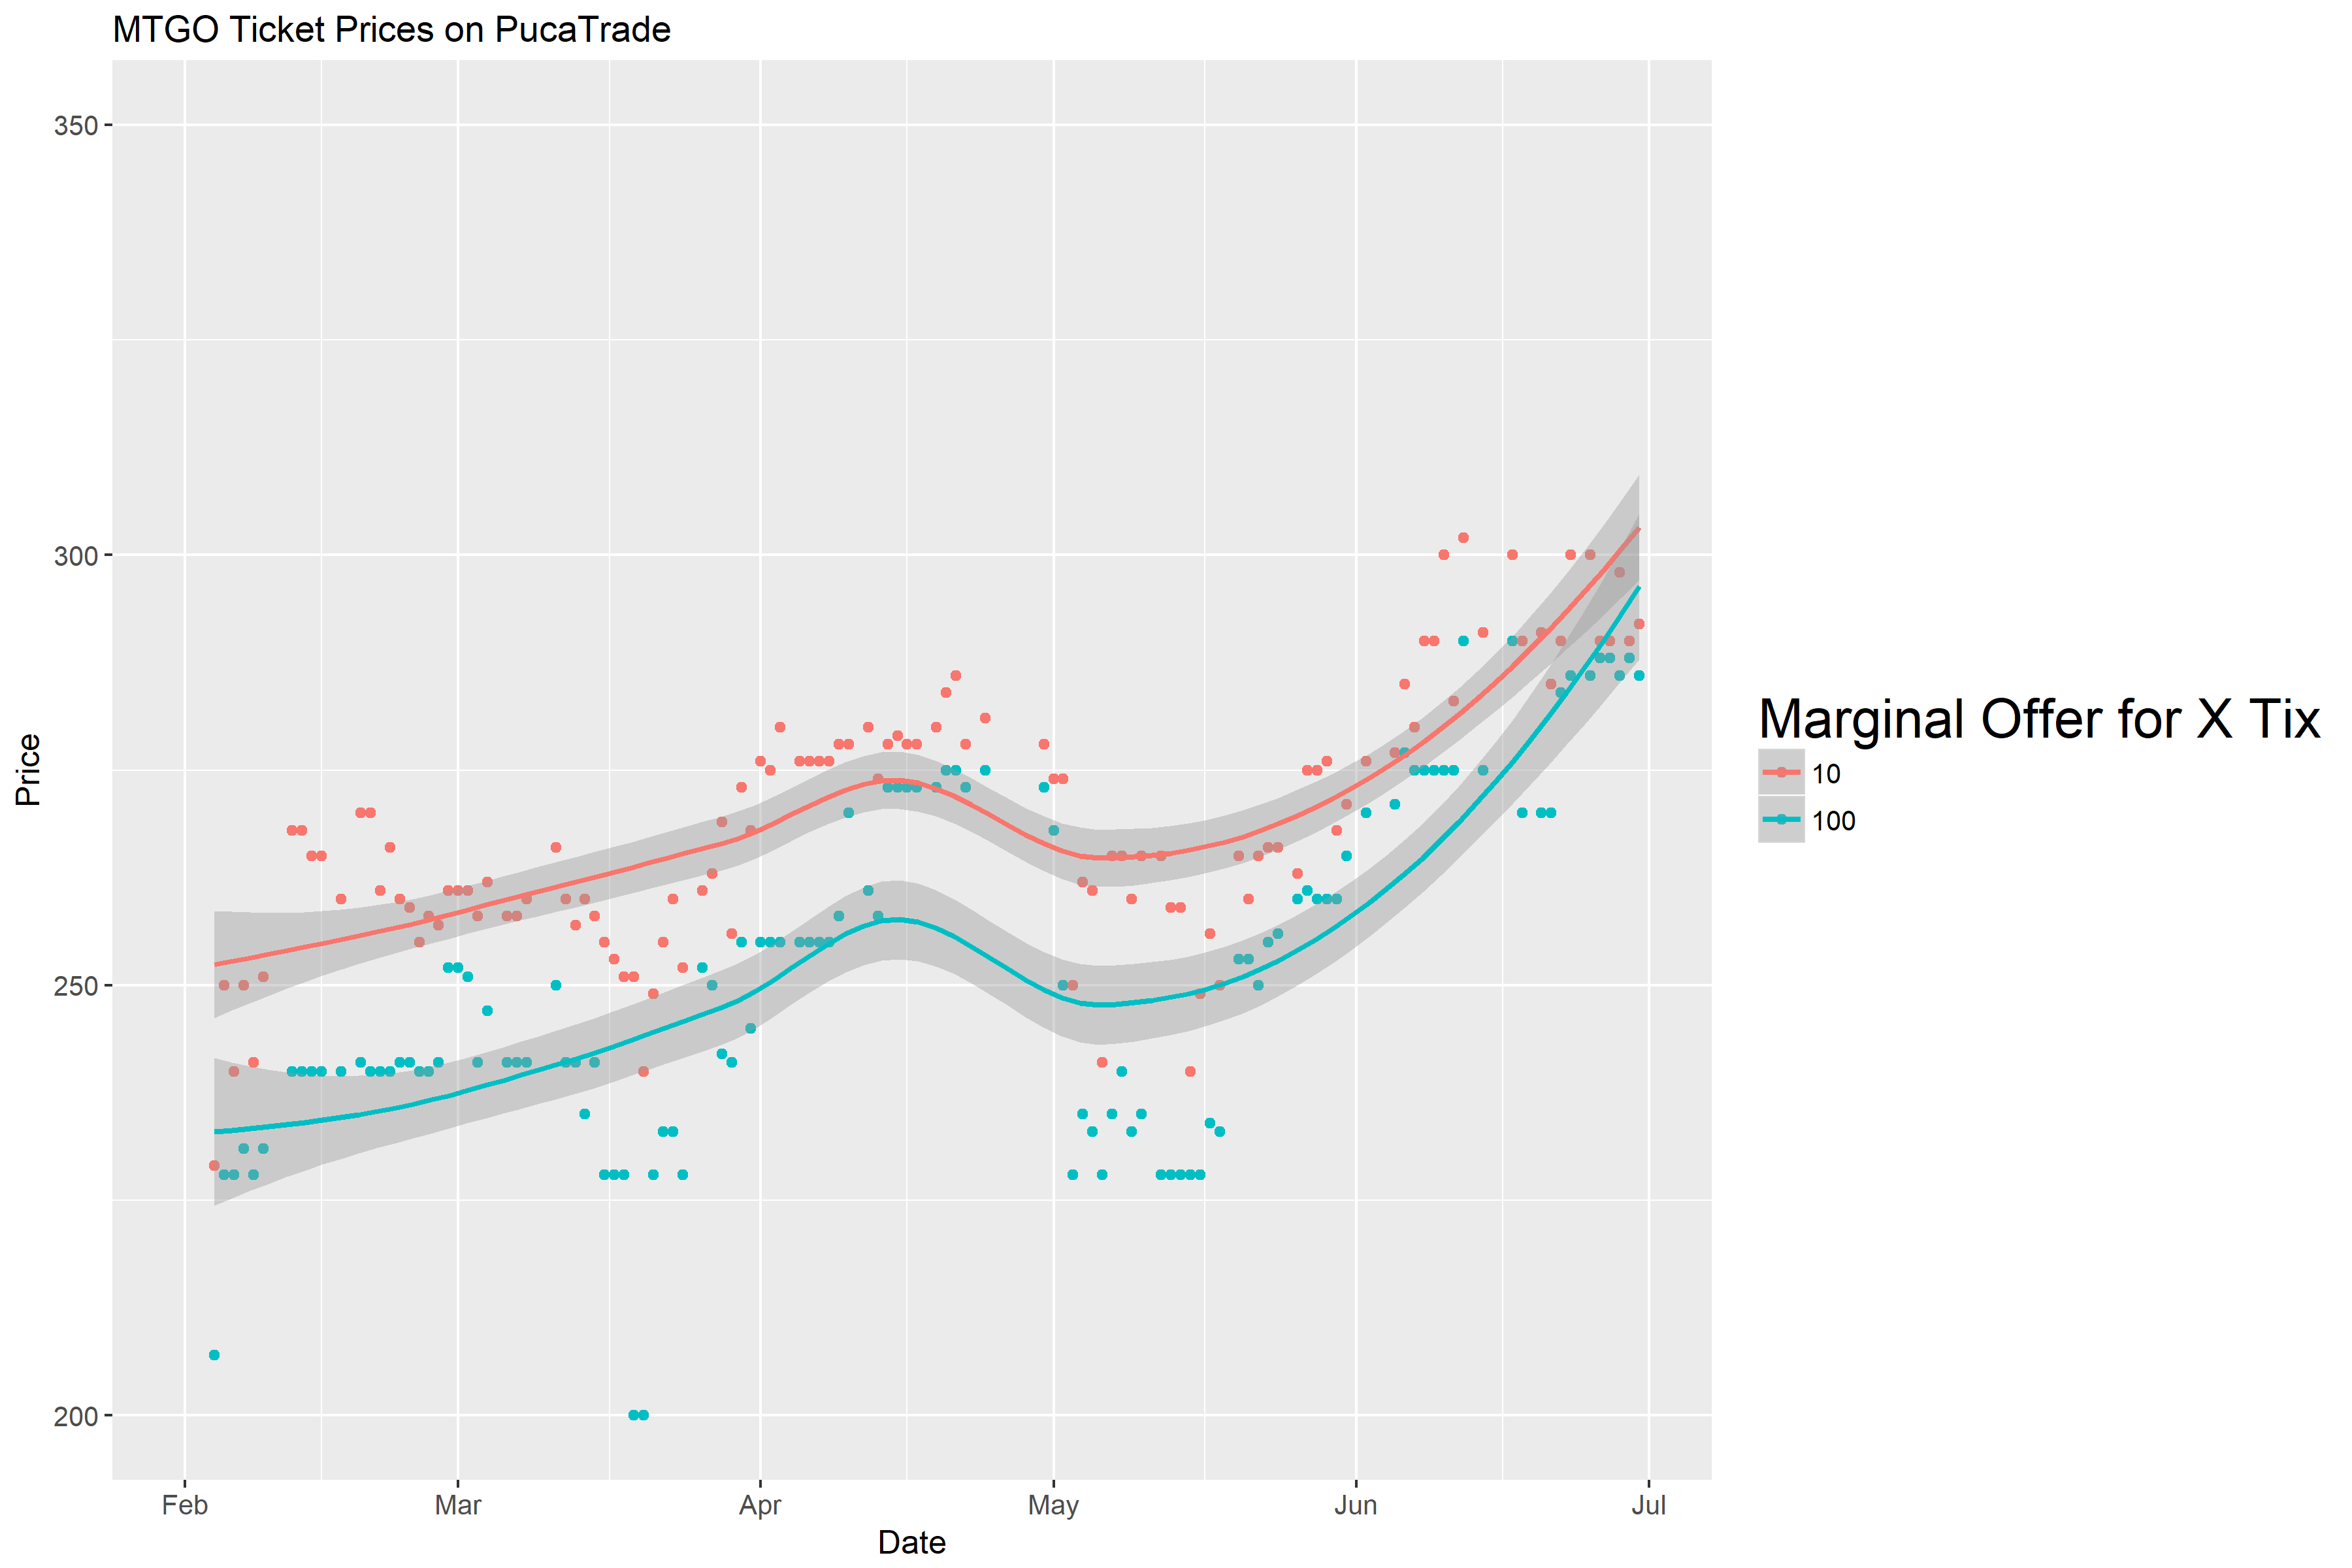 MTGO Ticket Prices on PucaTrade
350
300
250
200
Price
Feb Mar Apr May Jun Jul
Date
Marginal Offer for X Tix
10
100